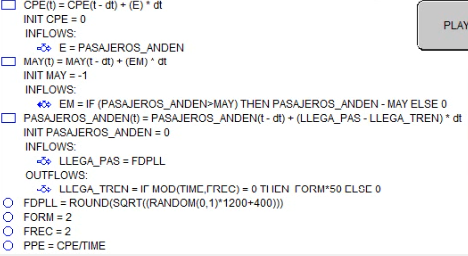 CPE(t) = CPE(t - dt) + (E) * dt
INIT CPE = 0
INFLOWS:
E = PASAJEROS_ANDEN
MAY(t) = MAY(t - dt) + (EM) * dt
INIT MAY = -1
INFLOWS:
EM = IF (PASAJEROS_ANDEN>MAY) THEN PASAJEROS_ANDEN - MAY ELSE 0
PASAJEROS_ANDEN(t) = PASAJEROS_ANDEN(t - dt) + (LLEGA_PAS - LLEGA_TREN) * dt
INIT PASAJEROS_ANDEN = 0
INFLOWS:
LLEGA_PAS = FDPLL
OUTFLOWS:
LLEGA_TREN = IF MOD(TIME,FREC) = 0 THEN FORM*50 ELSE 0
FDPLL = ROUND(SQRT((RANDOM(0,1)*1200+400)))
FORM = 2
FREC = 2
PPE = CPE/TIME
PLAY